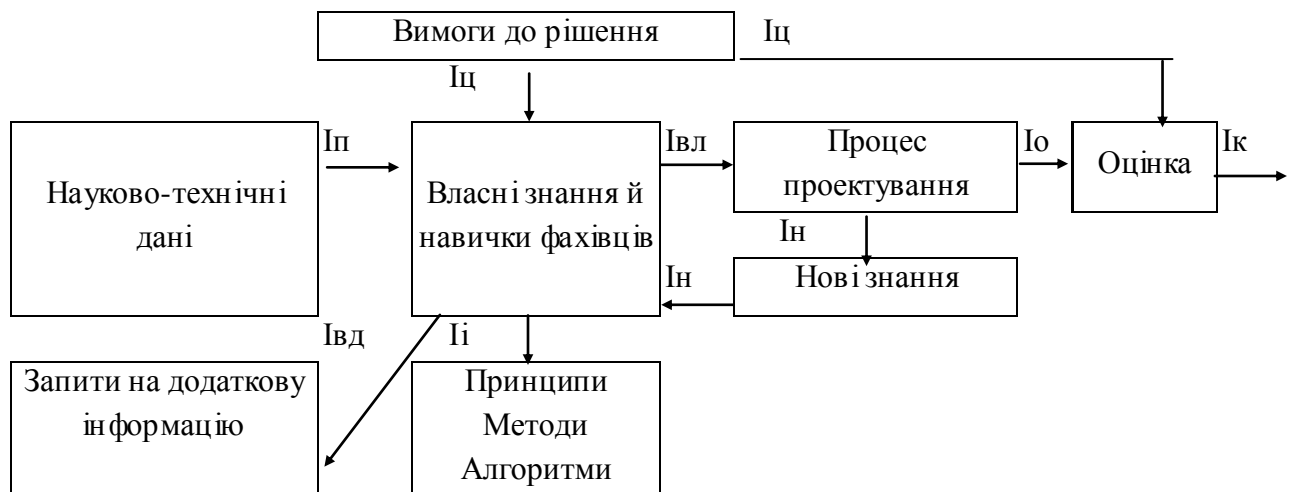 Вимоги до рішення
Іц
Іц
Науково-технічні
дані
Іп
Власні знання й
навички фахівців
Івл
Процес
проектування
Іо
Оцінка
Ік
Ін
Нові знання
Ін
Івд
Іі
Запити на додаткову
інформацію
Принципи
Методи
Алгоритми